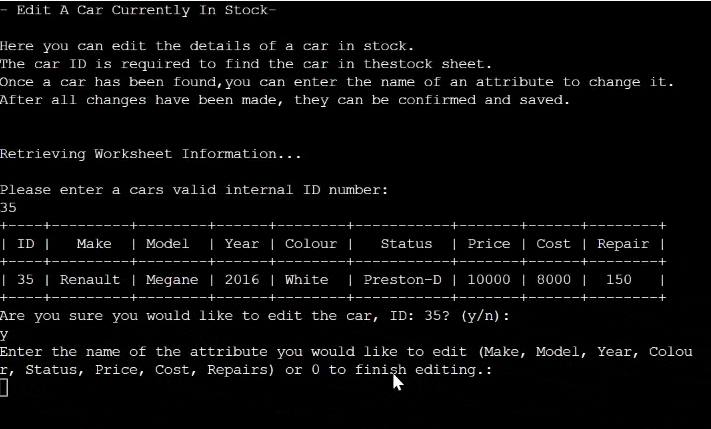 - Edit A Car Currently In Stock-
Here you can edit the details of a car in stock.
The car ID is required to find the car in thestock sheet.
Once a car has been found,you can enter the name of an attribute to change it.
After all changes have been made, they can be confirmed and saved.
Retrieving Worksheet Information...
Please enter a cars valid internal ID number:
35
+----+---------+--------+------+--------+-----------+-------+------+--------+
| ID |   Make  | Model  | Year | Colour |   Status  | Price | Cost | Repair |
+----+---------+--------+------+--------+-----------+-------+------+--------+
| 35 | Renault | Megane | 2016 | White  | Preston-D | 10000 | 8000 |  150   |
+----+---------+--------+------+--------+-----------+-------+------+--------+
Are you sure you would like to edit the car, ID: 35? (y/n):
y
Enter the name of the attribute you would like to edit (Make, Model, Year, Colou
r, Status, Price, Cost, Repairs) or 0 to finish editing.: